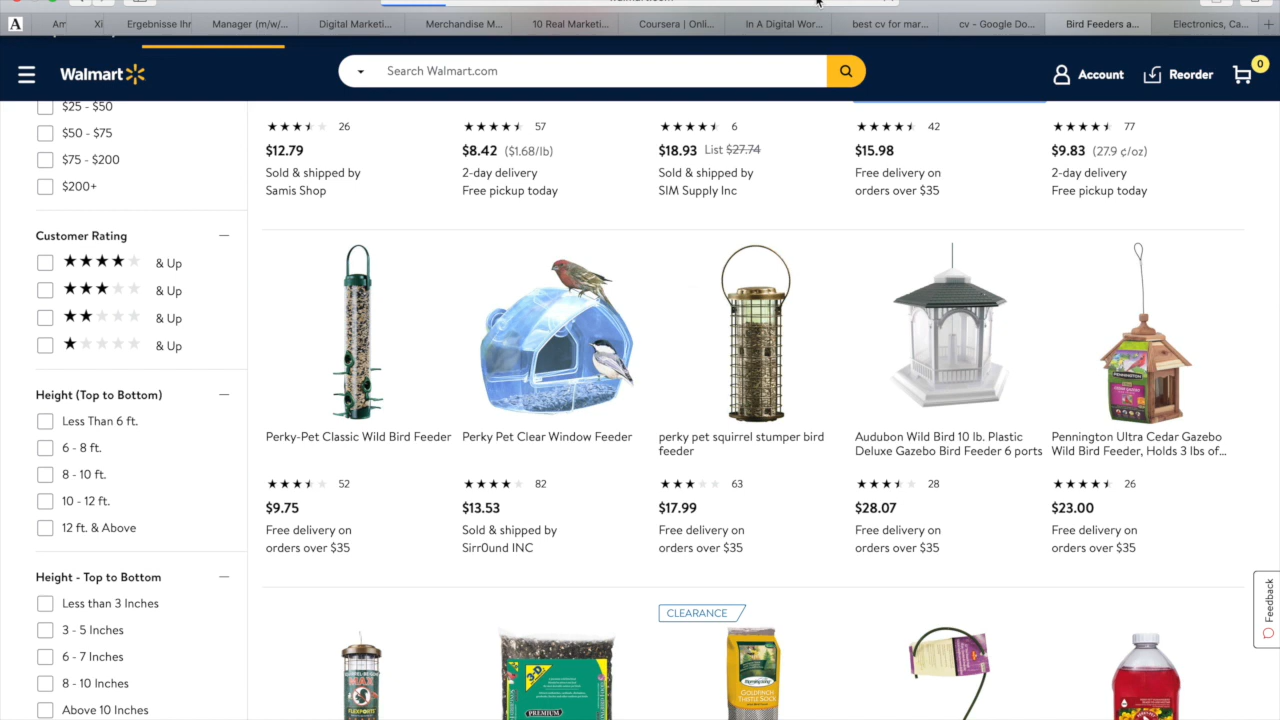 Ar
Xi
Ergebnisse Ihr
Manager (m/w/...
Digital Marketi...
Merchandise M...
10 Real Marketi...
Coursera | Onli...
In A Digital Wor...
best cv for mar...
cv - Google Do...
Bird Feeders a...
Electronics, Ca...
Walmart
Search Walmart.com
Account
Reorder
0
$25 - $50
$50 - $75
$75 - $200
$200+
26
57
6
42
77
$12.79
$8.42 ($1.68/lb)
$18.93 List $27.74
$15.98
$9.83 (27.9 ¢/oz)
Sold & shipped by
Samis Shop
2-day delivery
Free pickup today
Sold & shipped by
SIM Supply Inc
Free delivery on
orders over $35
2-day delivery
Free pickup today
Customer Rating
& Up
& Up
& Up
& Up
Height (Top to Bottom)
Less Than 6 ft.
6 - 8 ft.
8 - 10 ft.
10 - 12 ft.
12 ft. & Above
Height - Top to Bottom
Less than 3 Inches
3 - 5 Inches
6 - 7 Inches
8 - 10 Inches
Above 10 Inches
Perky-Pet Classic Wild Bird Feeder
52
$9.75
Free delivery on
orders over $35
Perky Pet Clear Window Feeder
82
$13.53
Sold & shipped by
Sirr0und INC
perky pet squirrel stumper bird
feeder
63
$17.99
Free delivery on
orders over $35
Audubon Wild Bird 10 lb. Plastic
Deluxe Gazebo Bird Feeder 6 ports
28
$28.07
Free delivery on
orders over $35
PENNINGTON
Pennington Ultra Cedar Gazebo
Wild Bird Feeder, Holds 3 lbs of...
26
$23.00
Free delivery on
orders over $35
Feedback
CLEARANCE
MAX
FLEXPORTS
3-D
PREMIUM
GOLDFINCH
THISTLE SOCK